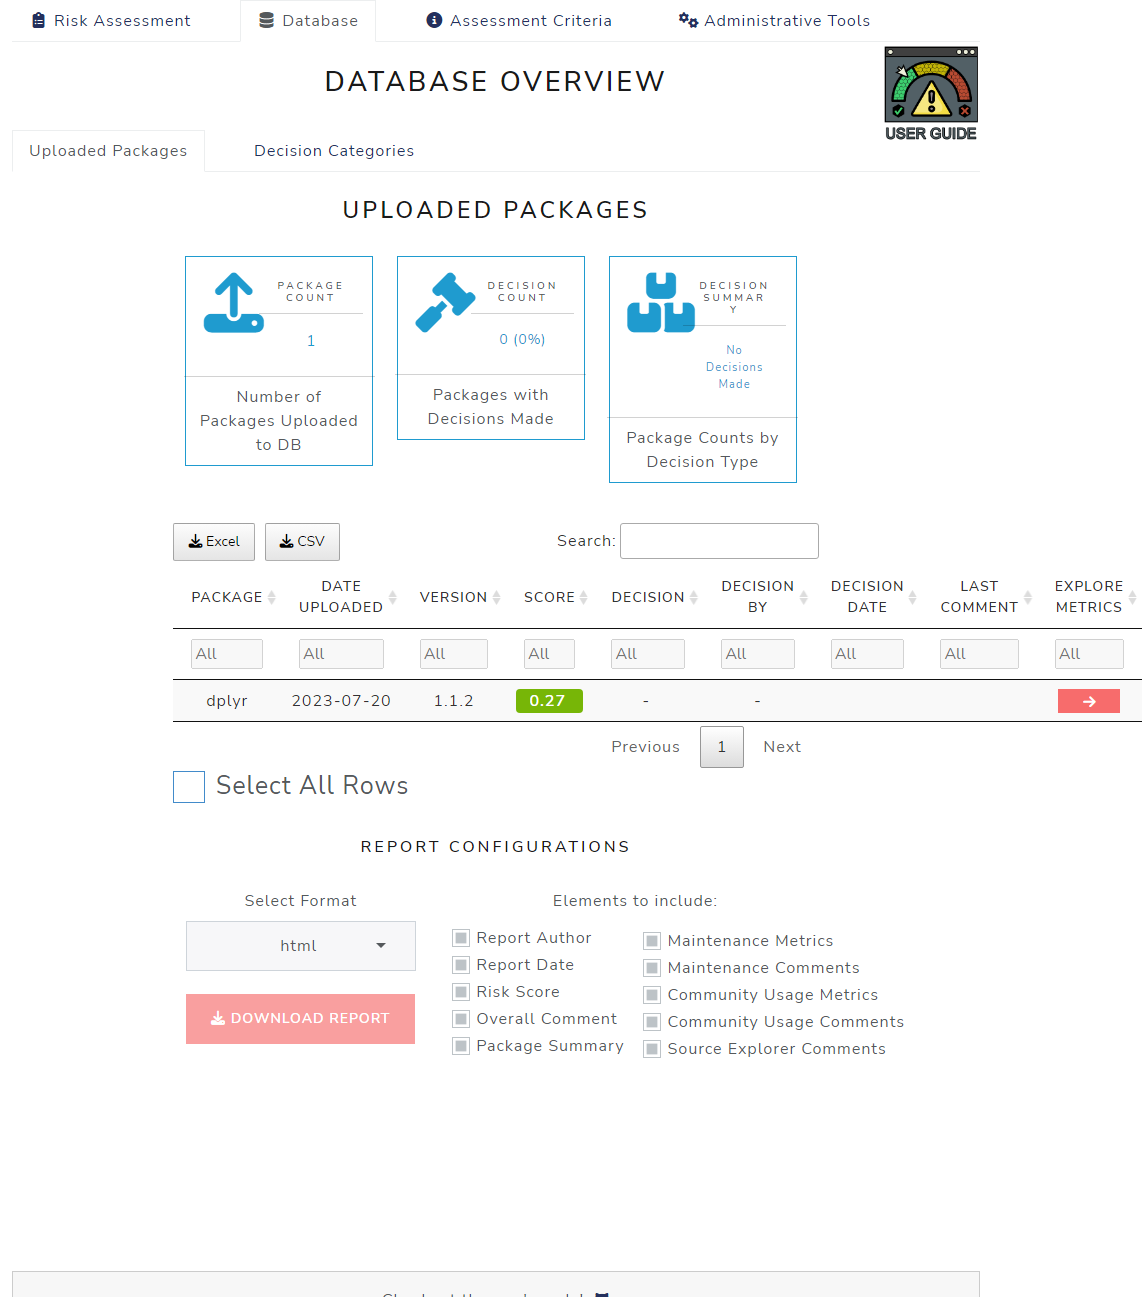 Risk Assessment
Database
Assessment Criteria
Administrative Tools
DATABASE OVERVIEW
USER GUIDE
Uploaded Packages
Decision Categories
UPLOADED PACKAGES
PACKAGE
COUNT
1
Number of
Packages Uploaded
to DB
DECISION
COUNT
0 (0%)
Packages with
Decisions Made
DECISION
SUMMAR
Y
No
Decisions
Made
Package Counts by
Decision Type
Excel
CSV
Search:
PACKAGE
DATE
UPLOADED
VERSION
SCORE
DECISION
DECISION
BY
DECISION
DATE
LAST
COMMENT
EXPLORE
METRICS
All All All All All All All All All
dplyr 2023-07-20 1.1.2 0.27 - -
Previous 1 Next
Select All Rows
REPORT CONFIGURATIONS
Select Format
html
DOWNLOAD REPORT
Elements to include:
Report Author
Report Date
Risk Score
Overall Comment
Package Summary
Maintenance Metrics
Maintenance Comments
Community Usage Metrics
Community Usage Comments
Source Explorer Comments